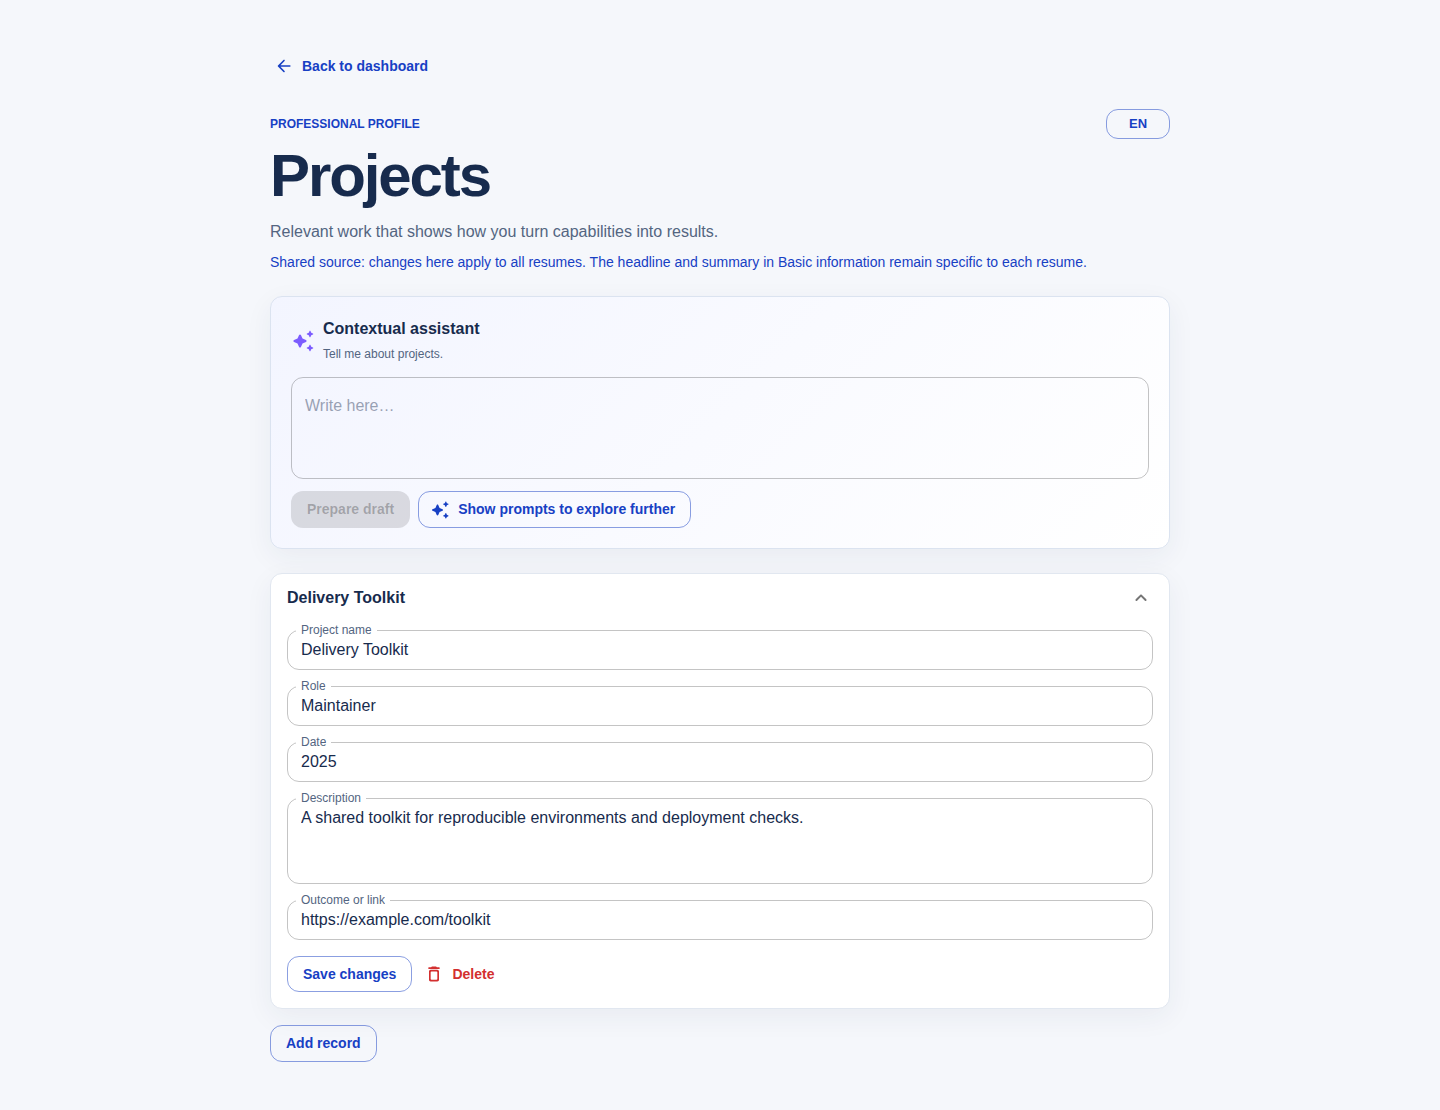 Back to dashboard
PROFESSIONAL PROFILE
EN
Projects
Relevant work that shows how you turn capabilities into results.
Shared source: changes here apply to all resumes. The headline and summary in Basic information remain specific to each resume.
Contextual assistant
Tell me about projects.
Write here…
Prepare draft
Show prompts to explore further
Delivery Toolkit
Project name
Delivery Toolkit
Role
Maintainer
Date
2025
Description
A shared toolkit for reproducible environments and deployment checks.
Outcome or link
https://example.com/toolkit
Save changes
Delete
Add record